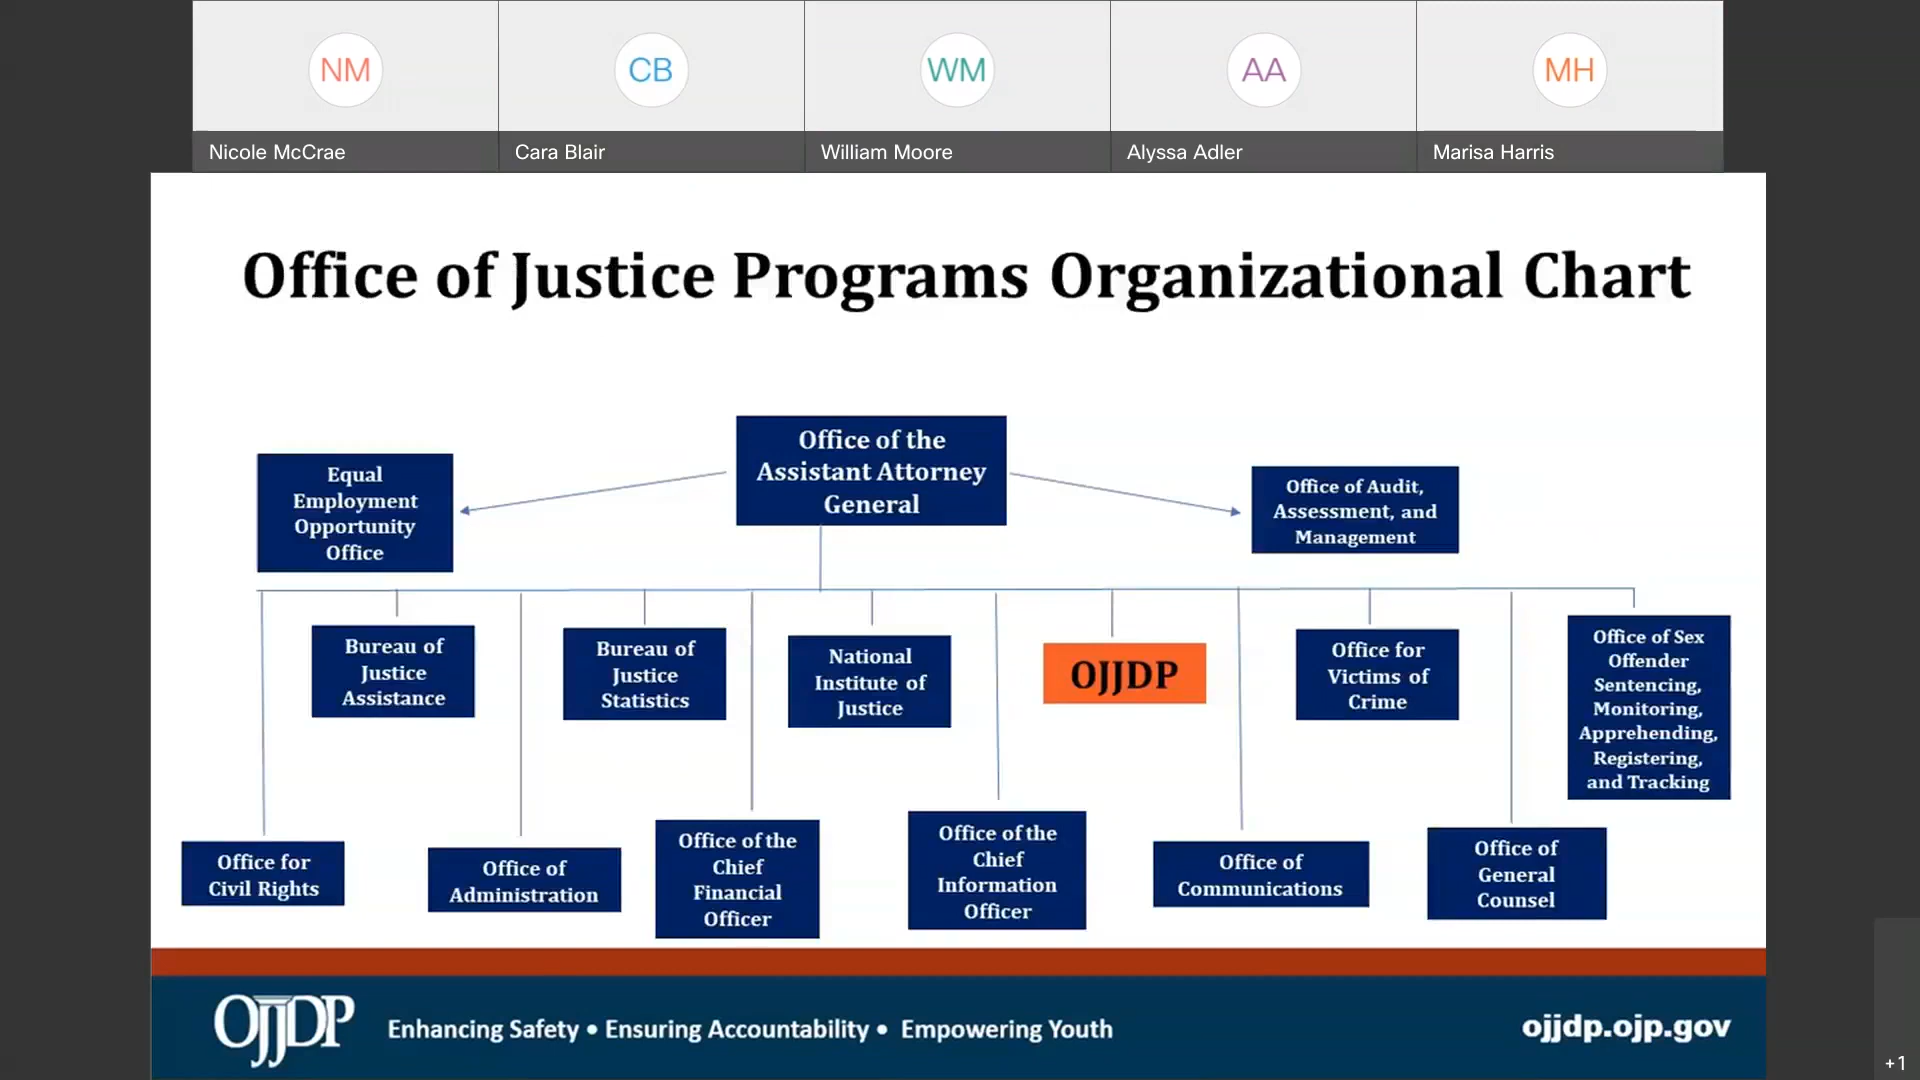 NM
CB
WM
AA
MH
Nicole McCrae
Cara Blair
William Moore
Alyssa Adler
Marisa Harris
Office of Justice Programs Organizational Chart
Office of the
Assistant Attorney
General
Equal
Employment
Opportunity
Office
Office of Audit,
Assessment, and
Management
Bureau of
Justice
Assistance
Bureau of
Justice
Statistics
National
Institute of
Justice
OJJDP
Office for
Victims of
Crime
Office of Sex
Offender
Sentencing,
Monitoring,
Apprehending,
Registering,
and Tracking
Office for
Civil Rights
Office of
Administration
Office of the
Chief
Financial
Officer
Office of the
Chief
Information
Officer
Office of
Communications
Office of
General
Counsel
OJJDP
Enhancing Safety • Ensuring Accountability • Empowering Youth
ojjdp.ojp.gov
+1